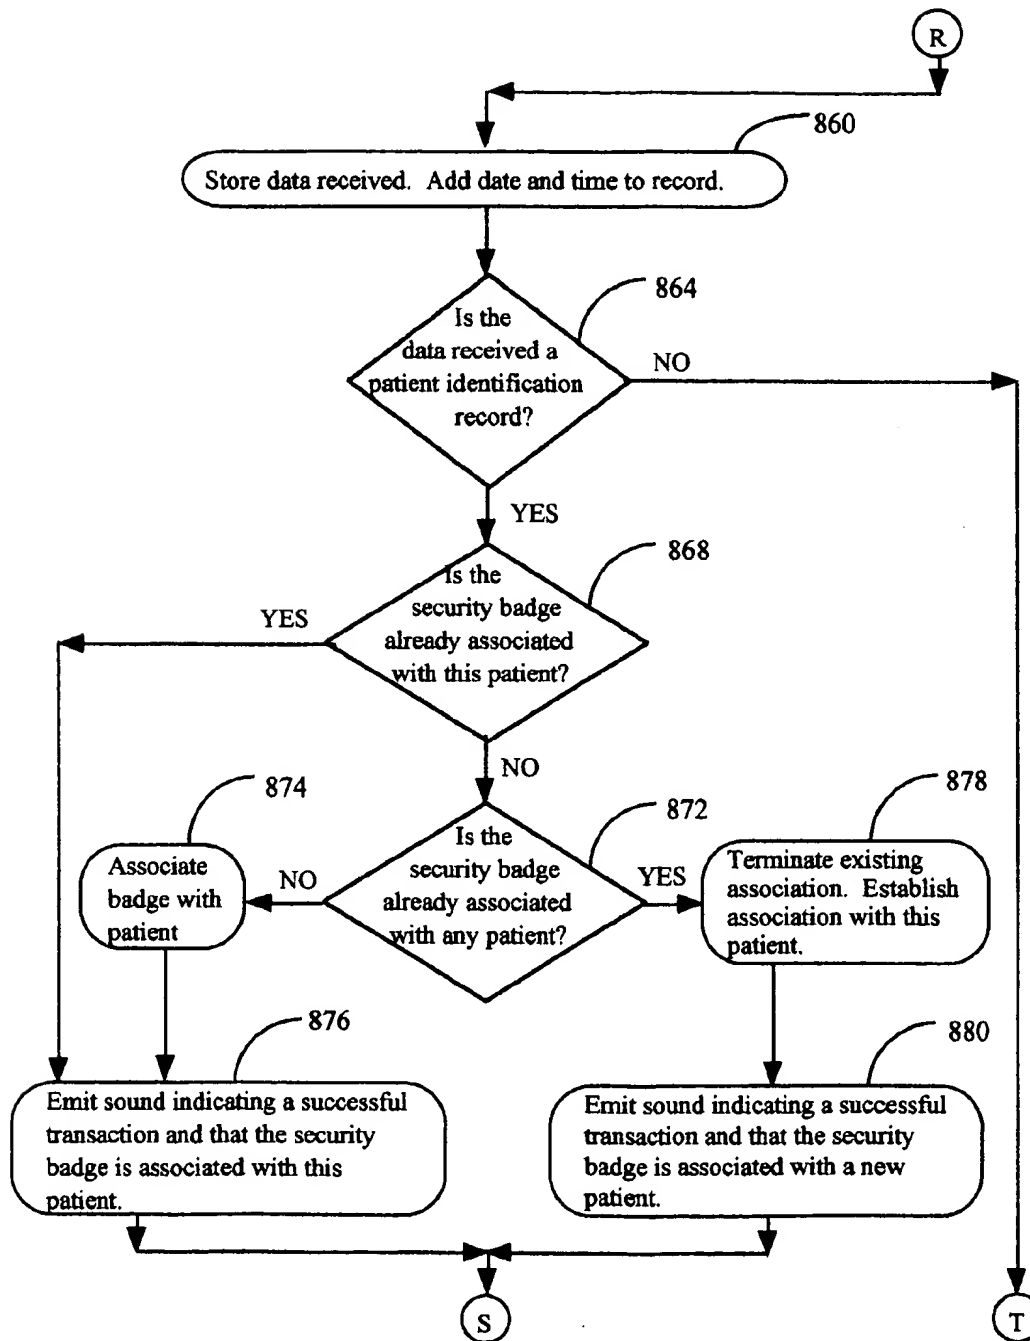 R
860
Store data received. Add date and time to record.
864
Is the
data received a
patient identification
record?
NO
YES
868
Is the
security badge
already associated
with this patient?
YES
NO
874
872
878
Associate
badge with
patient
NO
Is the
security badge
already associated
with any patient?
YES
Terminate existing
association. Establish
association with this
patient.
876
880
Emit sound indicating a successful
transaction and that the security
badge is associated with this
patient.
Emit sound indicating a successful
transaction and that the security
badge is associated with a new
patient.
S
T